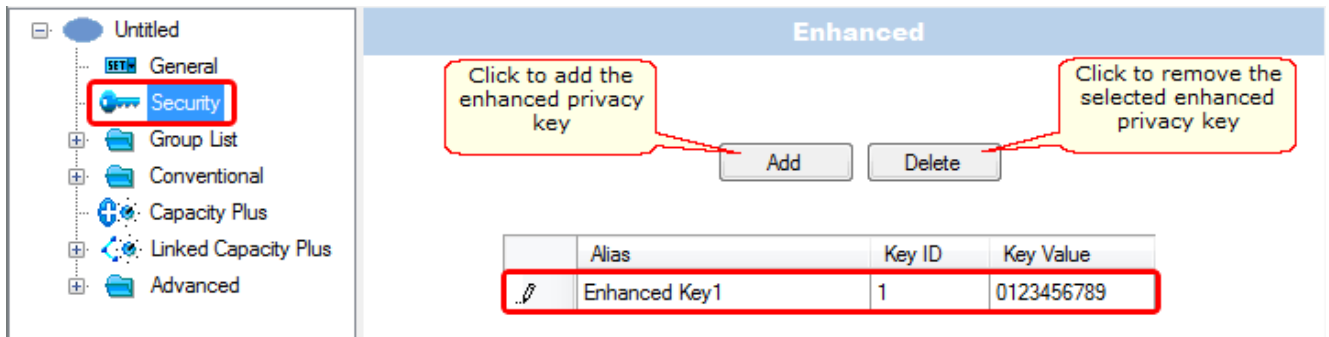 Untitled
SET General
Security
Group List
Conventional
Capacity Plus
Linked Capacity Plus
Advanced
Enhanced
Click to add the
enhanced privacy
key
Click to remove the
selected enhanced
privacy key
Add Delete
Alias Key ID Key Value
Enhanced Key1 1 0123456789